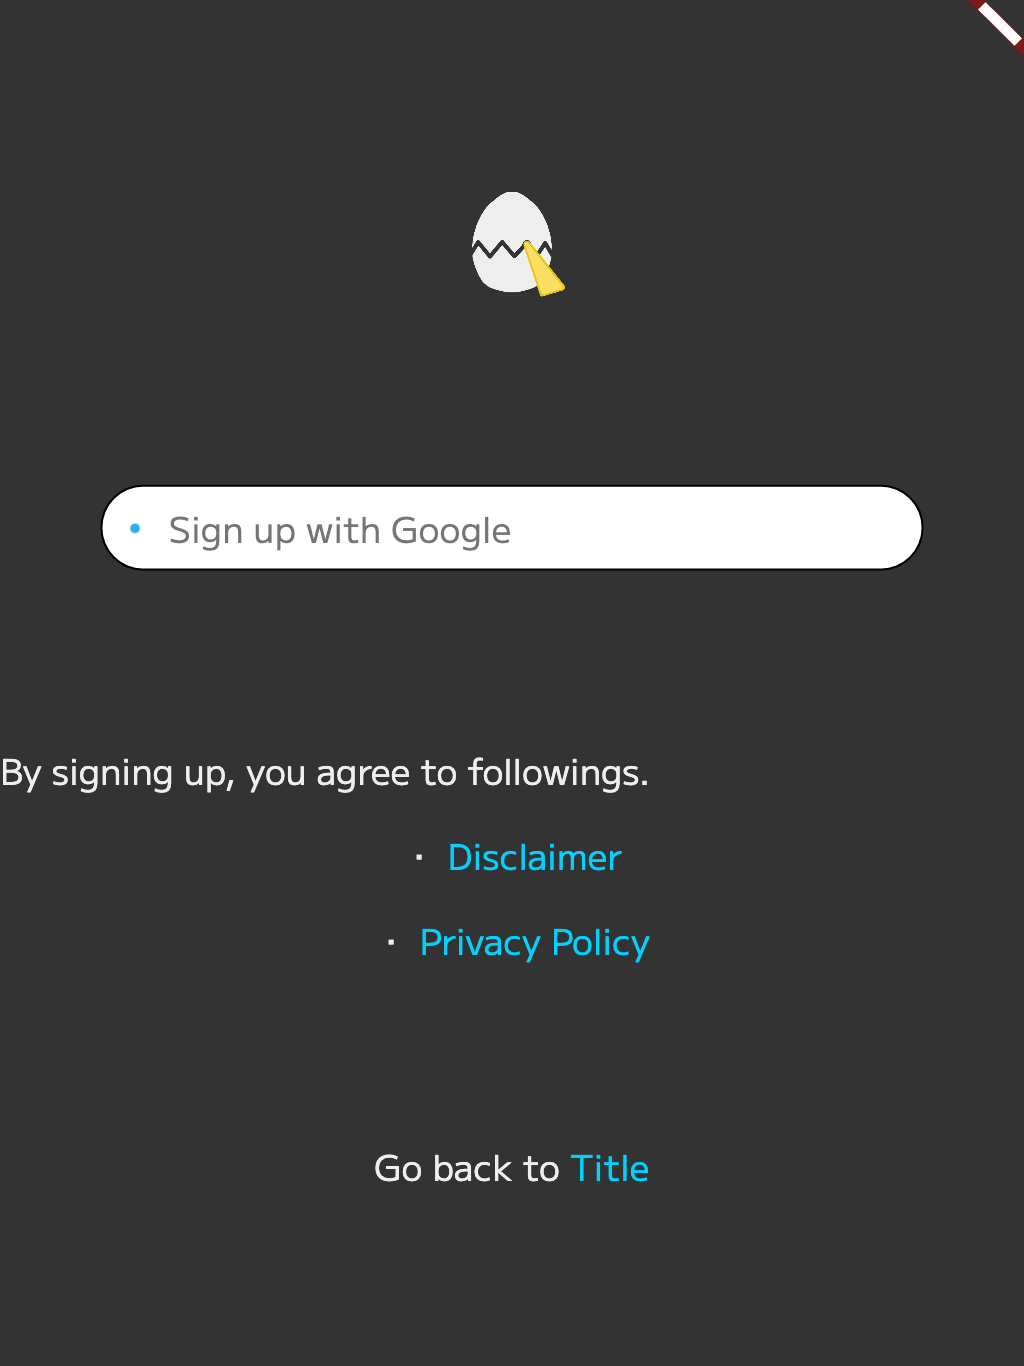 Sign up with Google
By signing up, you agree to followings.
· Disclaimer
· Privacy Policy
Go back to Title